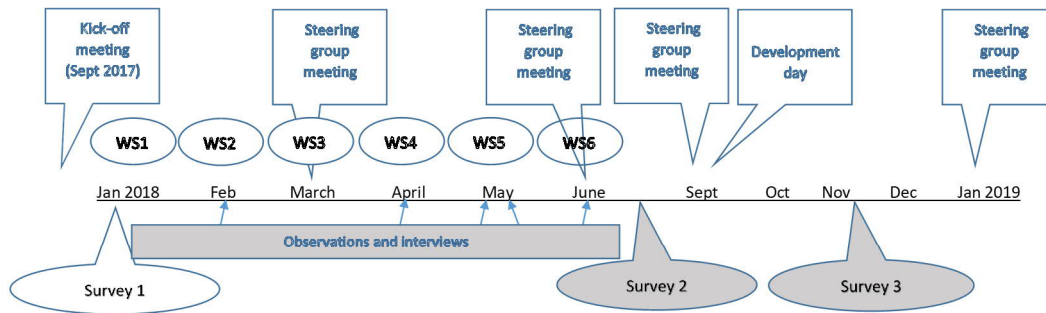 Kick-off
meeting
(Sept 2017)
Steering
group
meeting
Steering
group
meeting
Steering
group
meeting
Development
day
Steering
group
meeting
WS1 WS2 WS3 WS4 WS5 WS6
Jan 2018 Feb March April May June Sept Oct Nov Dec Jan 2019
Observations and interviews
Survey 1
Survey 2
Survey 3